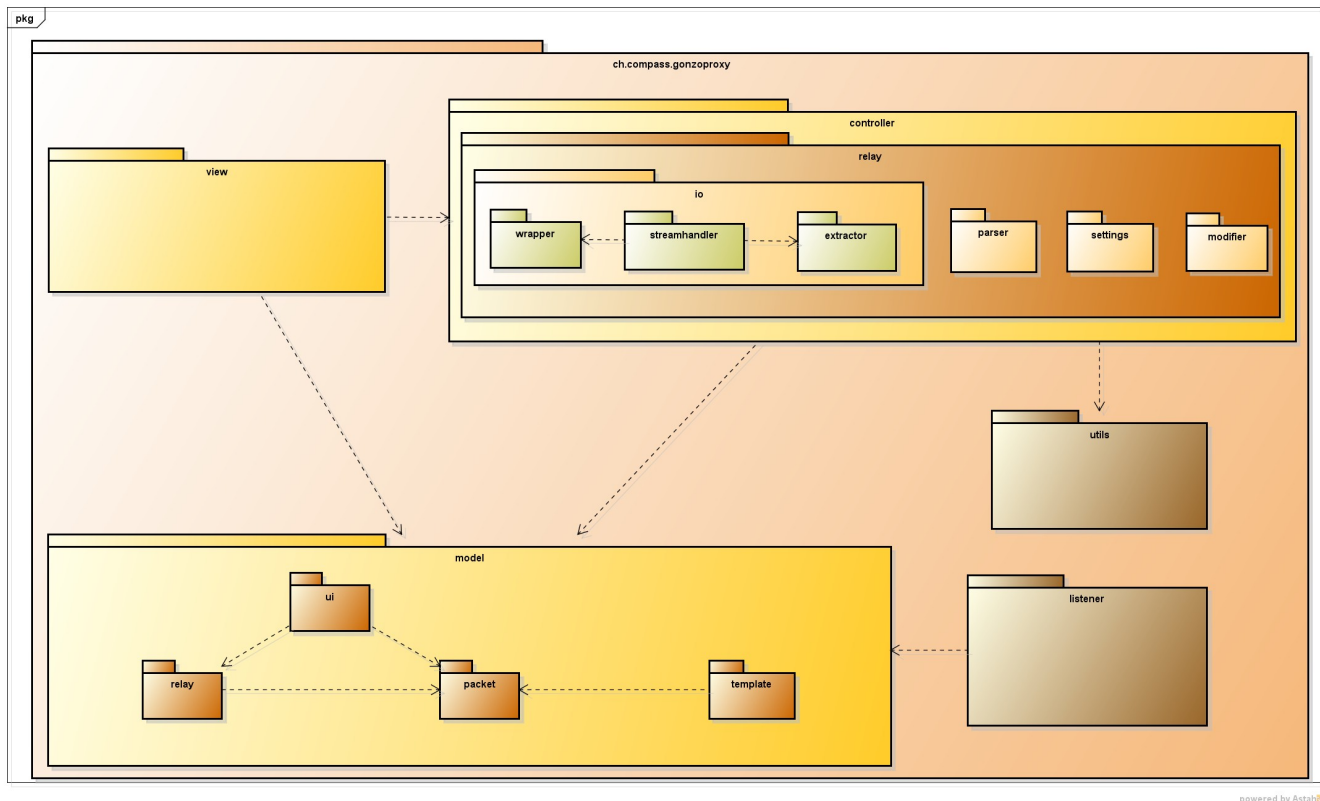 pkg
ch.compass.gonzoproxy
controller
relay
view
io
wrapper
streamhandler
extractor
parser
settings
modifier
utils
model
ui
listener
relay
packet
template
powered by Astah